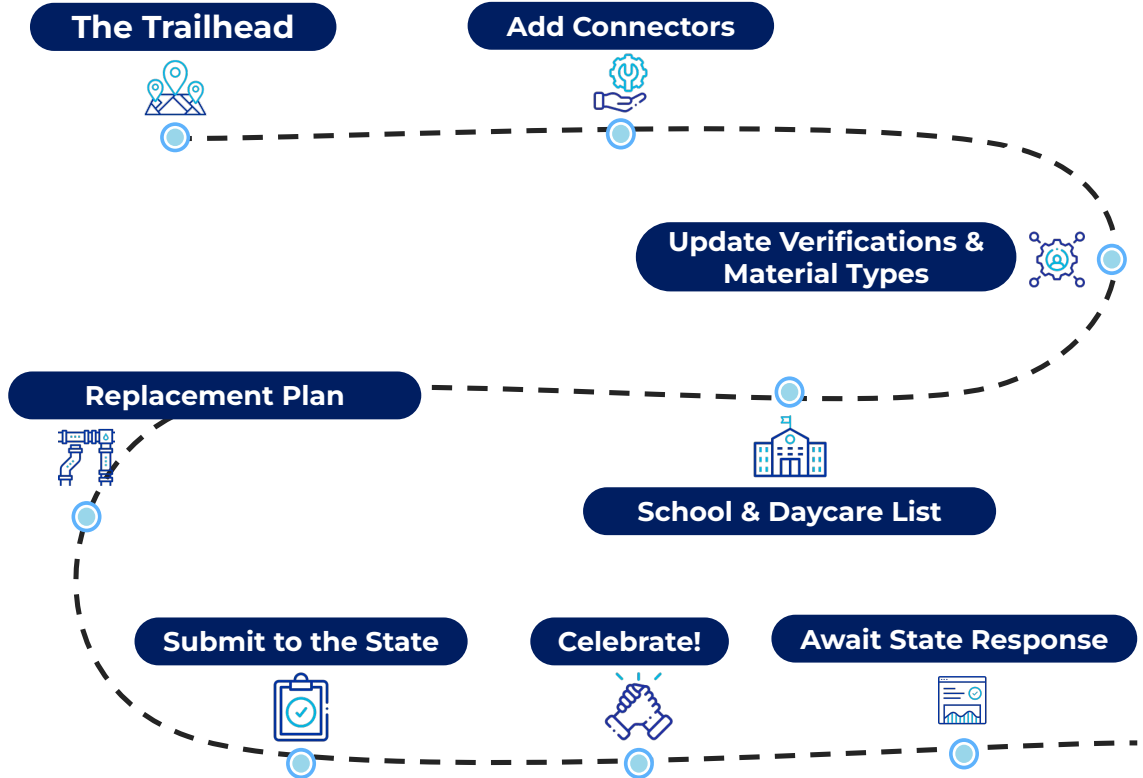 The Trailhead
Add Connectors
Update Verifications &
Material Types
School & Daycare List
Replacement Plan
Submit to the State
Celebrate!
Await State Response